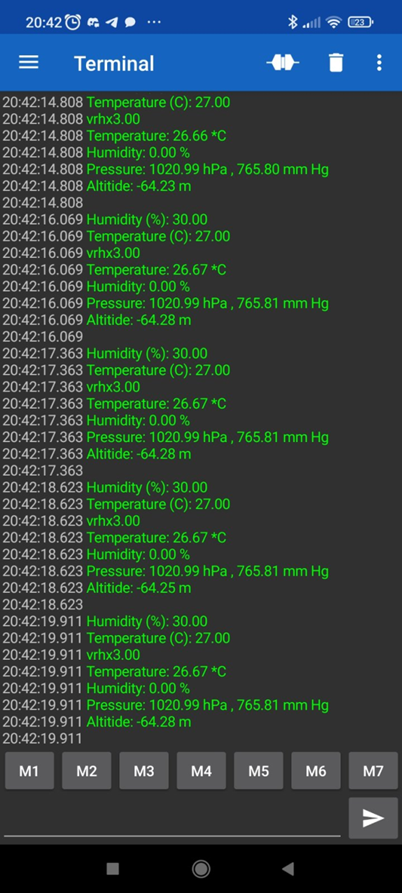 20:42
23
Terminal
20:42:14.808 Temperature (C): 27.00
20:42:14.808 vrhx3.00
20:42:14.808 Temperature: 26.66 *C
20:42:14.808 Humidity: 0.00 %
20:42:14.808 Pressure: 1020.99 hPa , 765.80 mm Hg
20:42:14.808 Altitide: -64.23 m
20:42:14.808
20:42:16.069 Humidity (%): 30.00
20:42:16.069 Temperature (C): 27.00
20:42:16.069 vrhx3.00
20:42:16.069 Temperature: 26.67 *C
20:42:16.069 Humidity: 0.00 %
20:42:16.069 Pressure: 1020.99 hPa , 765.81 mm Hg
20:42:16.069 Altitide: -64.28 m
20:42:16.069
20:42:17.363 Humidity (%): 30.00
20:42:17.363 Temperature (C): 27.00
20:42:17.363 vrhx3.00
20:42:17.363 Temperature: 26.67 *C
20:42:17.363 Humidity: 0.00 %
20:42:17.363 Pressure: 1020.99 hPa , 765.81 mm Hg
20:42:17.363 Altitide: -64.28 m
20:42:17.363
20:42:18.623 Humidity (%): 30.00
20:42:18.623 Temperature (C): 27.00
20:42:18.623 vrhx3.00
20:42:18.623 Temperature: 26.67 *C
20:42:18.623 Humidity: 0.00 %
20:42:18.623 Pressure: 1020.99 hPa , 765.81 mm Hg
20:42:18.623 Altitide: -64.25 m
20:42:18.623
20:42:19.911 Humidity (%): 30.00
20:42:19.911 Temperature (C): 27.00
20:42:19.911 vrhx3.00
20:42:19.911 Temperature: 26.67 *C
20:42:19.911 Humidity: 0.00 %
20:42:19.911 Pressure: 1020.99 hPa , 765.81 mm Hg
20:42:19.911 Altitide: -64.28 m
20:42:19.911
M1 M2 M3 M4 M5 M6 M7